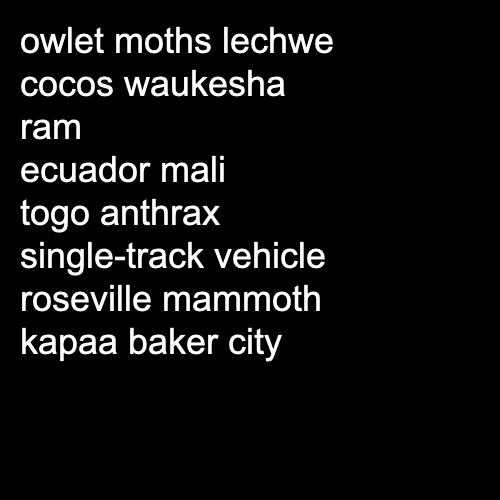 owlet moths lechwe
cocos waukesha
ram
ecuador mali
togo anthrax
single-track vehicle
roseville mammoth
kapaa baker city